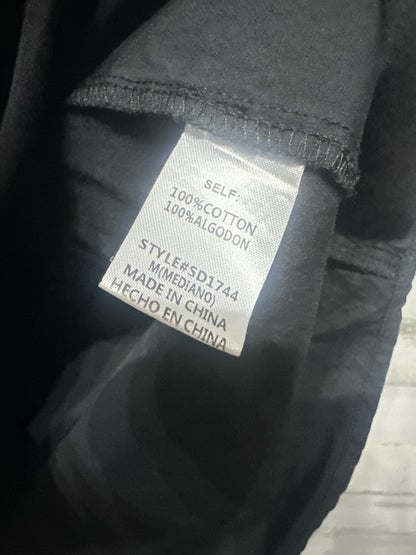 SELF:
100%COTTON
100%ALGODON
STYLE#SD1744
M(MEDIANO)
MADE IN CHINA
HECHO EN CHINA